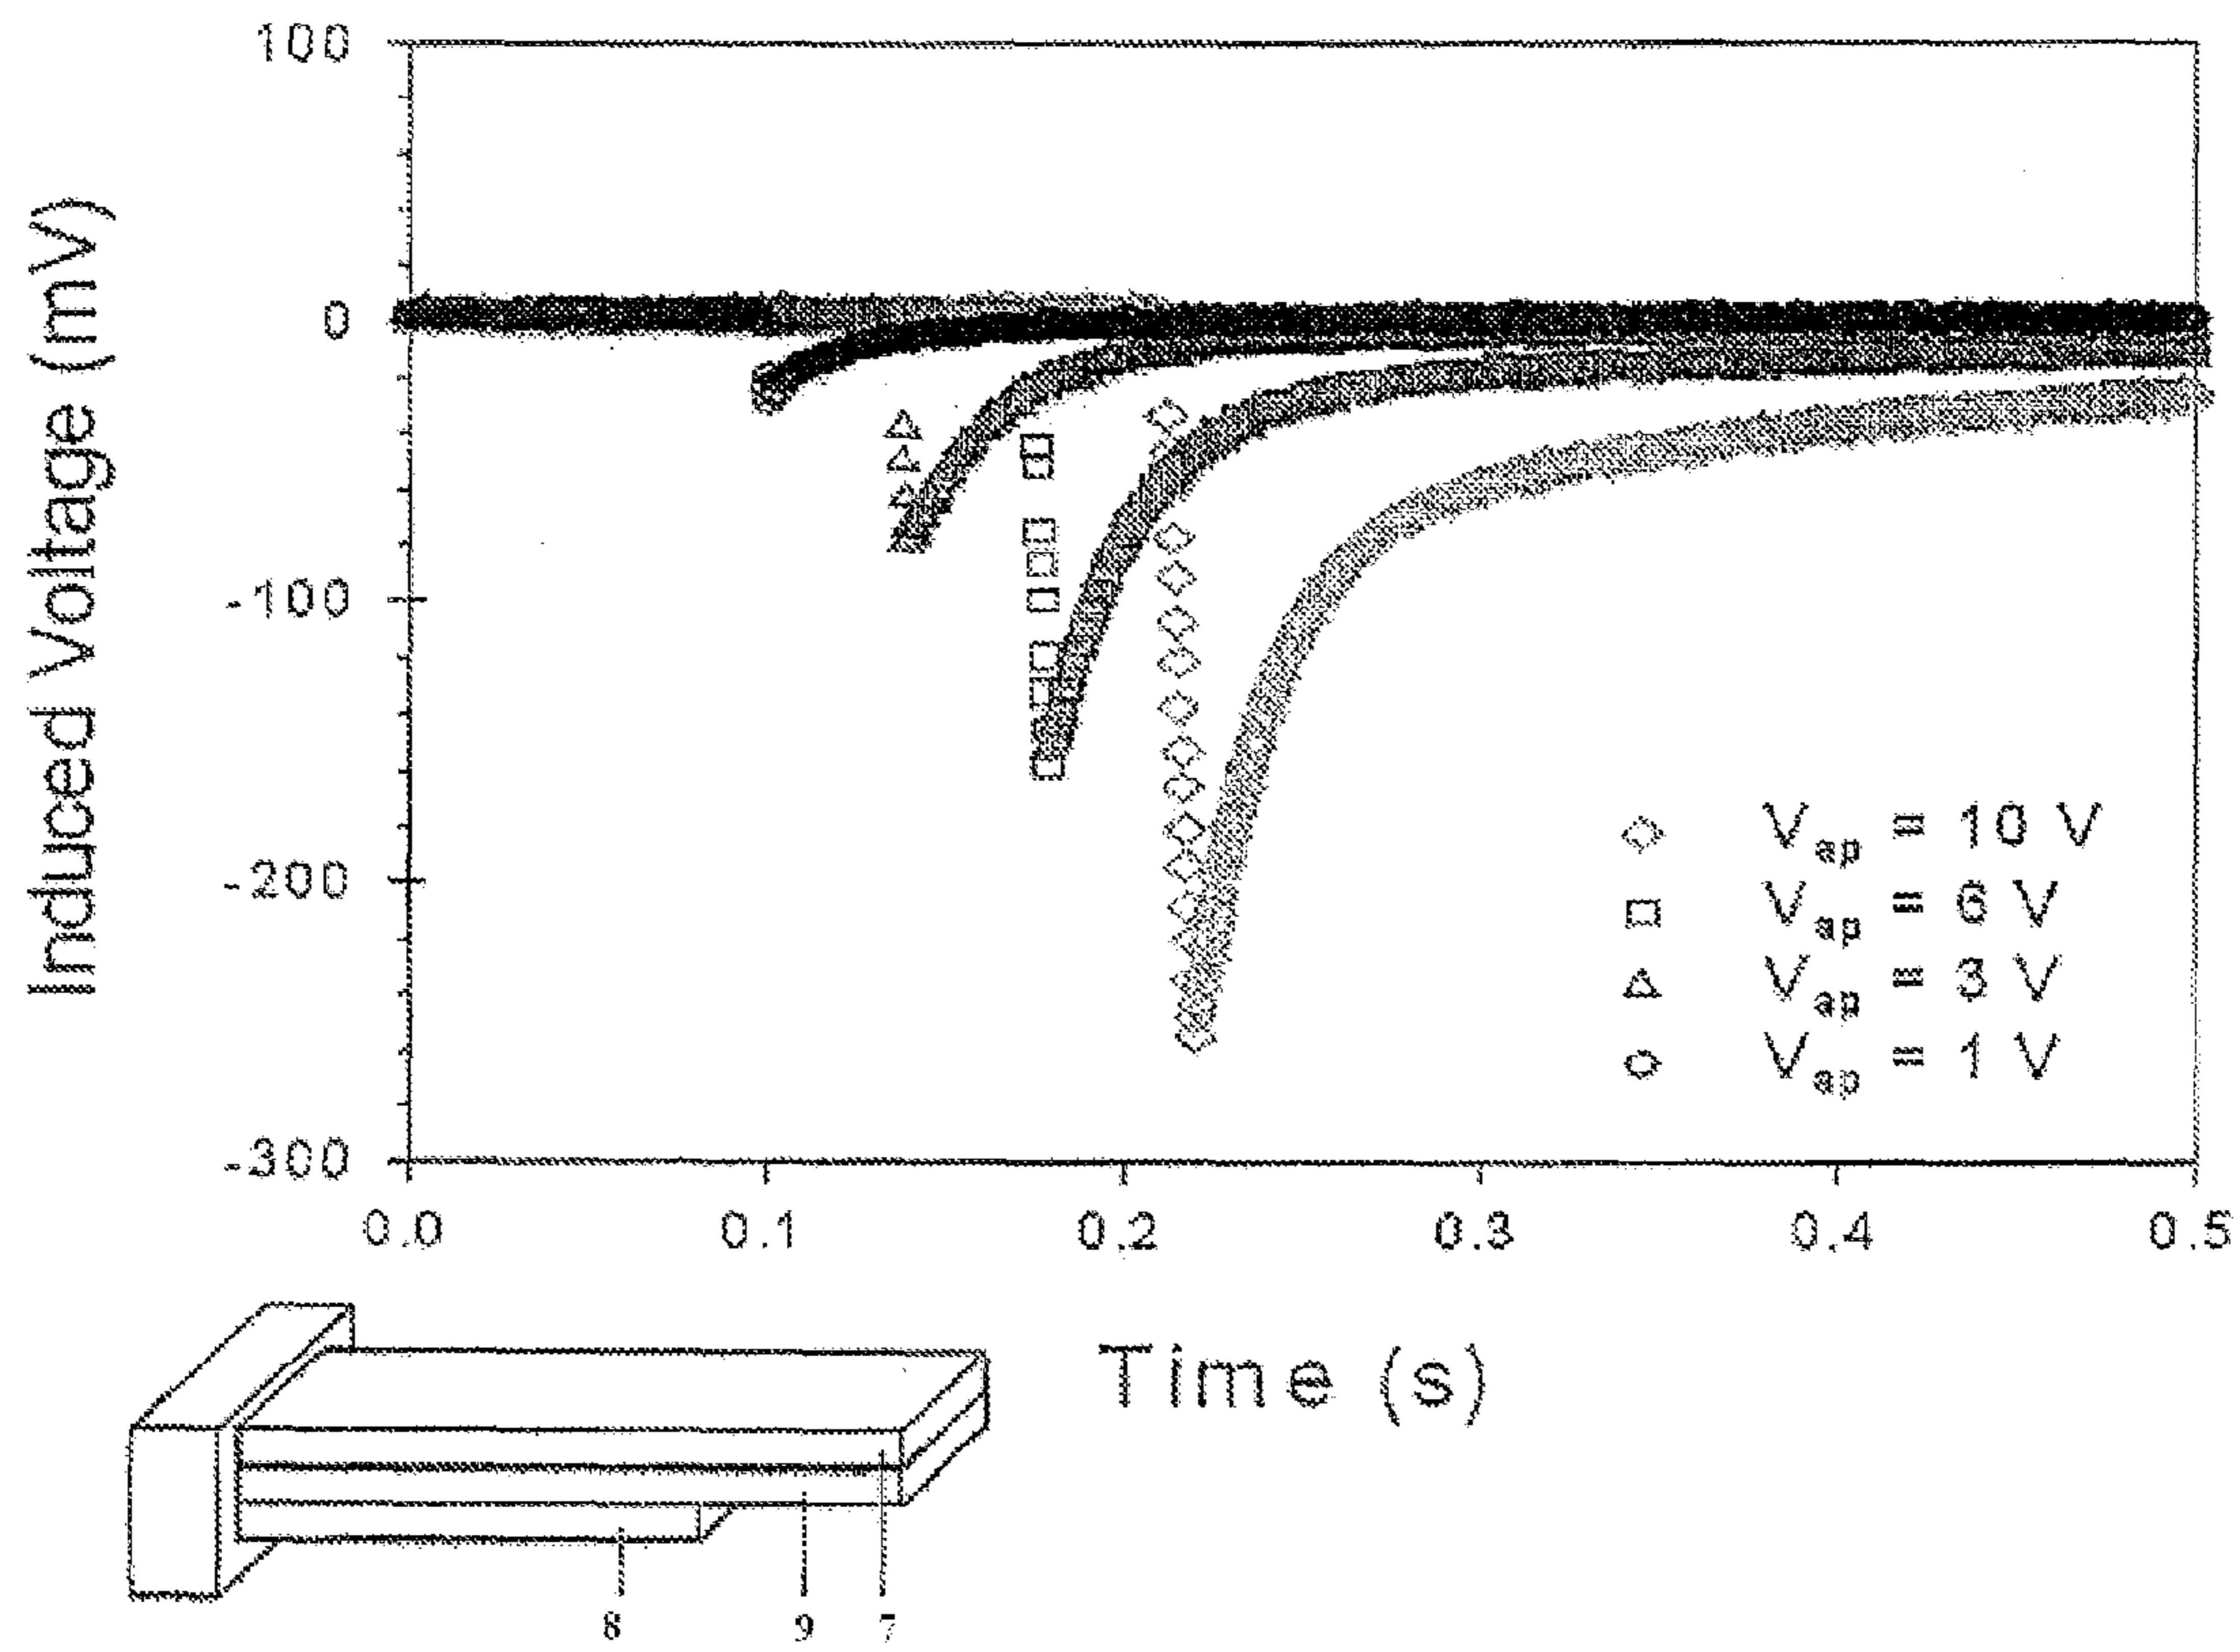 Induced Voltage (mV)
100
0
-100
-200
-300
0.0
0.1
0.2
0.3
0.4
0.5
Time (s)
Vap = 10 V
Vap = 6 V
Vap = 3 V
Vap = 1 V
8
9
7